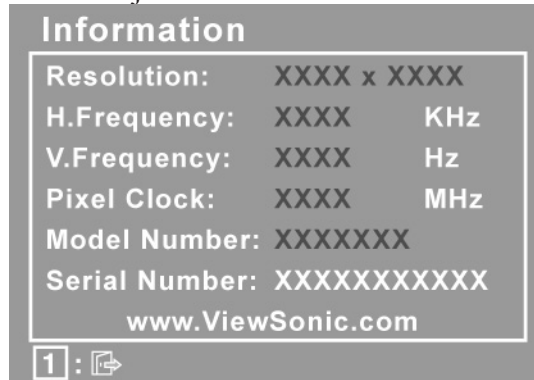 Information
Resolution: XXXX x XXXX
H.Frequency: XXXX KHz
V.Frequency: XXXX Hz
Pixel Clock: XXXX MHz
Model Number: XXXXXXX
Serial Number: XXXXXXXXXXX
www.ViewSonic.com
1 :